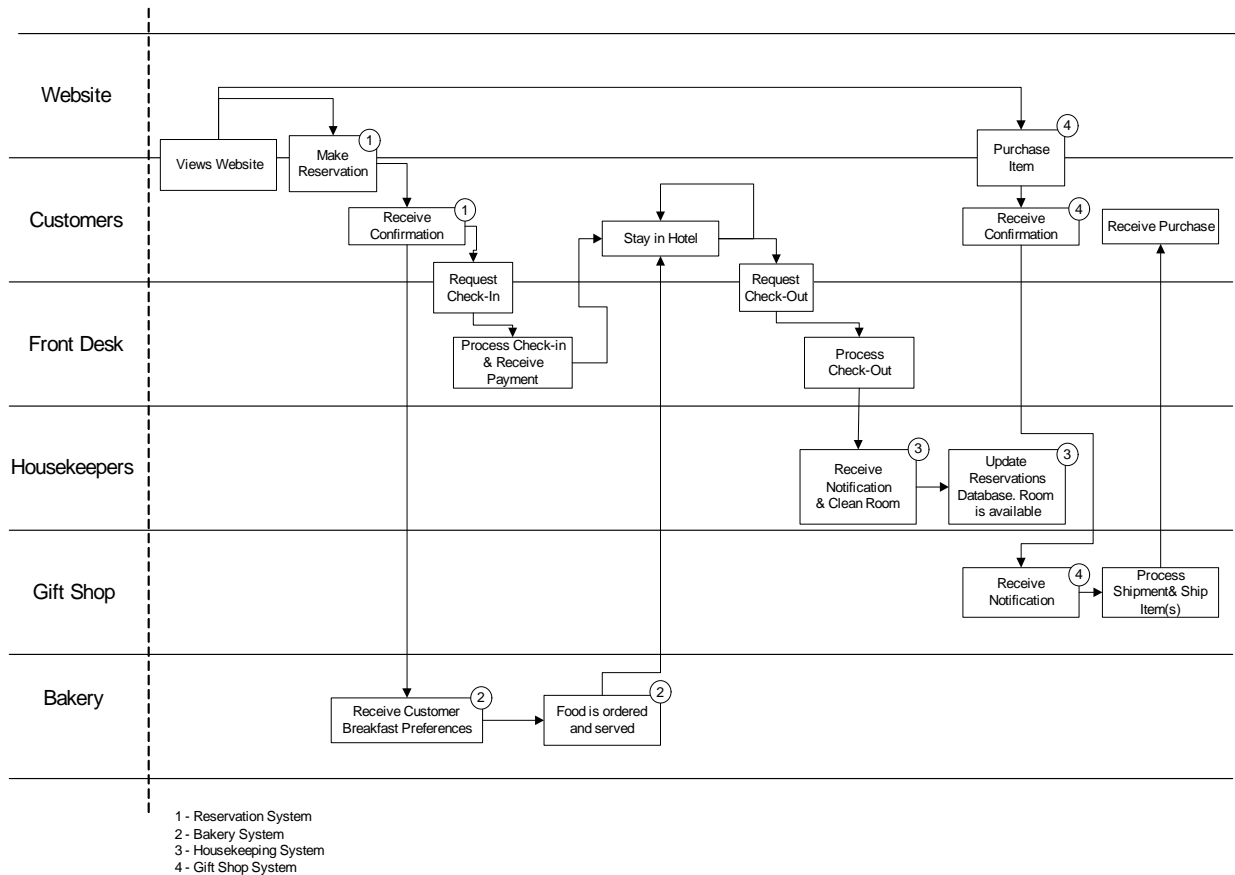 Website
Views Website
1
Make
Reservation
4
Purchase
Item
Customers
1
Receive
Confirmation
Request
Check-In
Stay in Hotel
Request
Check-Out
4
Receive
Confirmation
Receive Purchase
Front Desk
Process Check-in
& Receive
Payment
Process
Check-Out
Housekeepers
3
Receive
Notification
& Clean Room
3
Update
Reservations
Database. Room
is available
Gift Shop
4
Receive
Notification
Process
Shipment& Ship
Item(s)
Bakery
2
Receive Customer
Breakfast Preferences
2
Food is ordered
and served
1 - Reservation System
2 - Bakery System
3 - Housekeeping System
4 - Gift Shop System